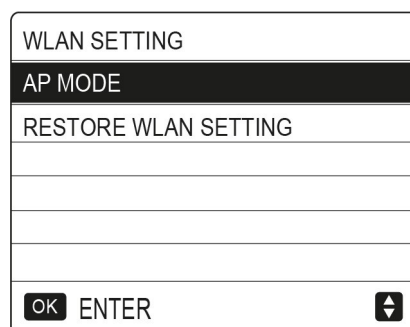 WLAN SETTING
AP MODE
RESTORE WLAN SETTING
OK ENTER